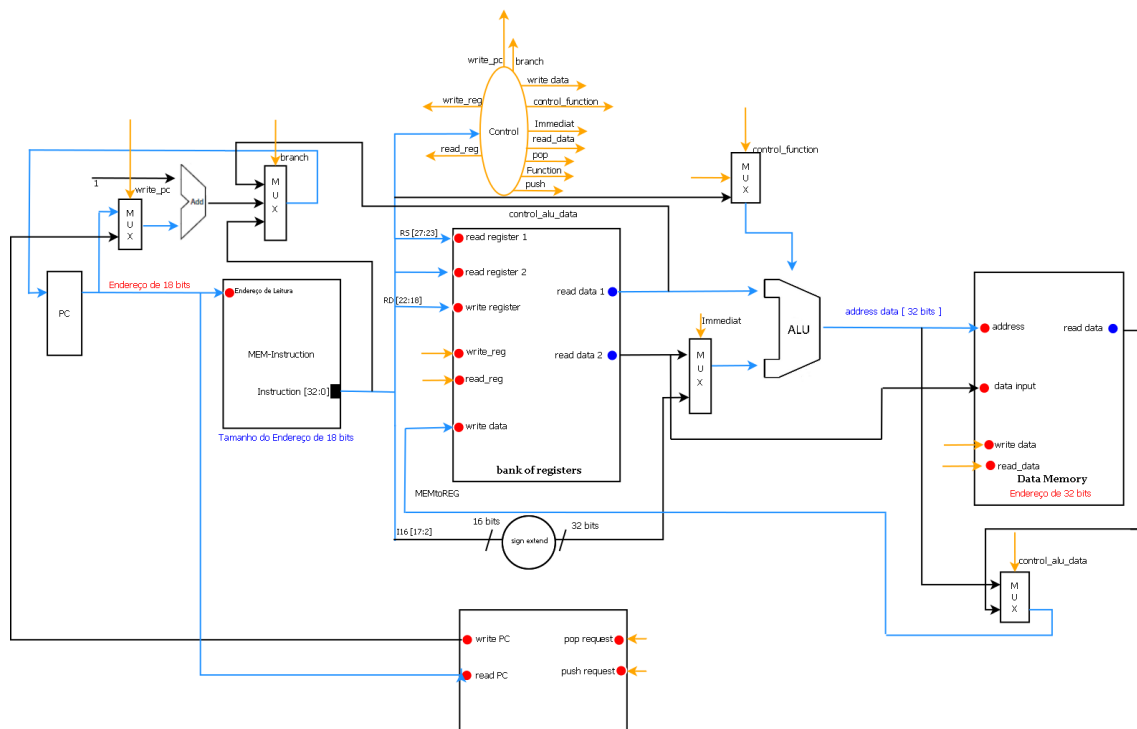 write_pc
branch
write data
write_reg
control_function
Control
Immediat
read_data
read_reg
pop
Function
push
control_function
M
U
X
branch
M
U
X
1
write_pc
Add
M
U
X
control_alu_data
RS [27:23]
read register 1
read register 2
RD [22:18]
write register
read data 1
write_reg
read data 2
read_reg
write data
bank of registers
MEMtoREG
Endereço de 18 bits
PC
Endereço de Leitura
MEM-Instruction
Instruction [32:0]
Tamanho do Endereço de 18 bits
Immediat
M
U
X
ALU
address data [ 32 bits ]
address
read data
data input
write data
read_data
Data Memory
Endereço de 32 bits
I16 [17:2]
16 bits
sign extend
32 bits
control_alu_data
M
U
X
write PC
pop request
read PC
push request